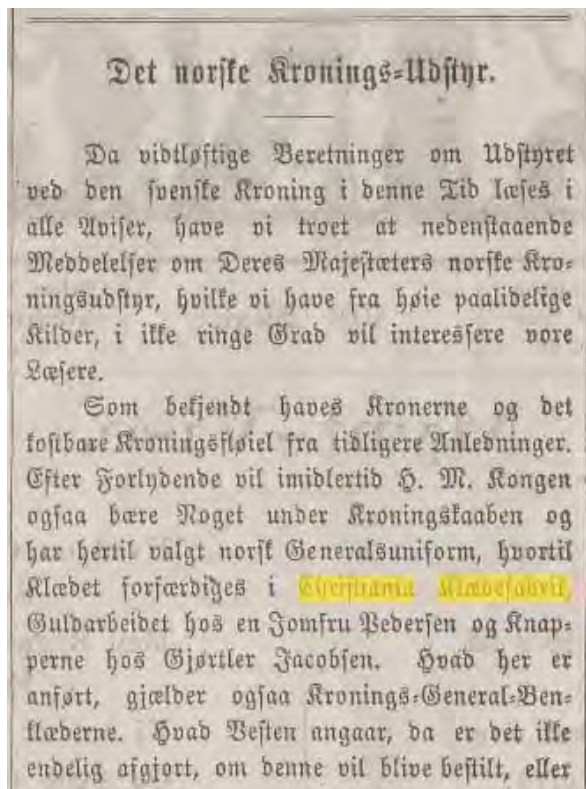 Det norske Kronings-Udstyr.
Da vidtløftige Beretninger om Udstyret
ved den svenske Kroning i denne Tid læses i
alle Aviser, have vi troet at nedenstaaende
Meddelelser om Deres Majestæters norske Kro-
ningsudstyr, hvilke vi have fra høie paalidelige
Kilder, i ikke ringe Grad vil interessere vore
Læsere.
Som bekjendt haves Kronerne og det
kostbare Kroningsfløiel fra tidligere Anledninger.
Efter Forlydende vil imidlertid H. M. Kongen
ogsaa bære Noget under Kroningskaaben og
har hertil valgt norsk Generalsuniform, hvortil
Klædet forfærdiges i Christiania Klædefabrik,
Guldarbeidet hos en Jomfru Pedersen og Knap-
perne hos Gjørtler Jacobsen. Hvad her er
anført, gjælder ogsaa Kronings-General-Ben-
klæderne. Hvad Vesten angaar, da er det ikke
endelig afgjort, om denne vil blive bestilt, eller